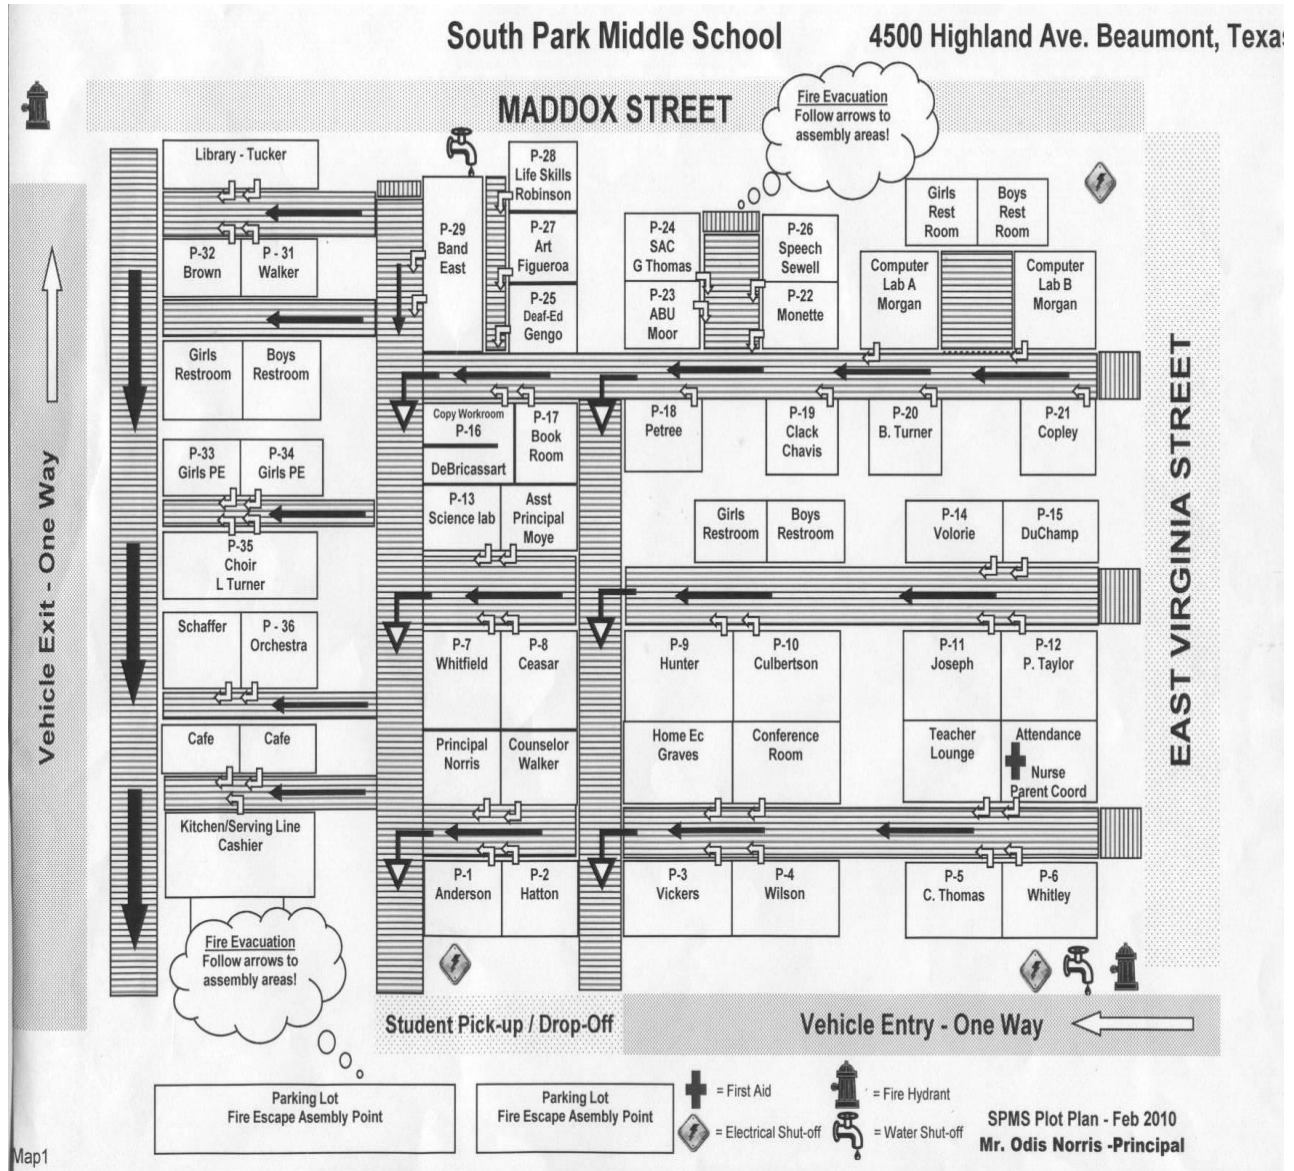 South Park Middle School
4500 Highland Ave. Beaumont, Texas
MADDOX STREET
Fire Evacuation
Follow arrows to
assembly areas!
Library - Tucker
P-28
Life Skills
Robinson
P-29
Band
East
P-27
Art
Figueroa
P-25
Deaf-Ed
Gengo
P-24
SAC
G Thomas
P-23
ABU
Moor
P-26
Speech
Sewell
P-22
Monette
Girls
Rest
Room
Boys
Rest
Room
Computer
Lab A
Morgan
Computer
Lab B
Morgan
P-32
Brown
P - 31
Walker
Girls
Restroom
Boys
Restroom
Copy Workroom
P-16
DeBricassart
P-17
Book
Room
P-18
Petree
P-19
Clack
Chavis
P-20
B. Turner
P-21
Copley
P-33
Girls PE
P-34
Girls PE
P-13
Science lab
Asst
Principal
Moye
Girls
Restroom
Boys
Restroom
P-14
Volorie
P-15
DuChamp
P-35
Choir
L Turner
Schaffer
P - 36
Orchestra
P-7
Whitfield
P-8
Ceasar
P-9
Hunter
P-10
Culbertson
P-11
Joseph
P-12
P. Taylor
Cafe
Cafe
Principal
Norris
Counselor
Walker
Home Ec
Graves
Conference
Room
Teacher
Lounge
Attendance
Nurse
Parent Coord
Kitchen/Serving Line
Cashier
P-1
Anderson
P-2
Hatton
P-3
Vickers
P-4
Wilson
P-5
C. Thomas
P-6
Whitley
Vehicle Exit - One Way
EAST VIRGINIA STREET
Fire Evacuation
Follow arrows to
assembly areas!
Student Pick-up / Drop-Off
Vehicle Entry - One Way
Parking Lot
Fire Escape Asembly Point
Parking Lot
Fire Escape Asembly Point
= First Aid
= Fire Hydrant
= Electrical Shut-off
= Water Shut-off
SPMS Plot Plan - Feb 2010
Mr. Odis Norris -Principal
Map1